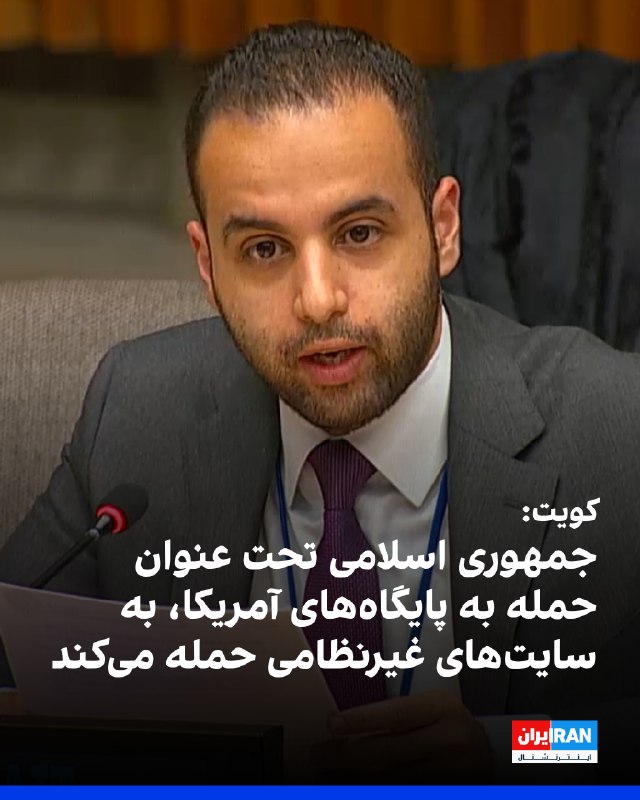 کویت:
جمهوری اسلامی تحت عنوان
حمله به پایگاه‌های آمریکا، به
سایت‌های غیرنظامی حمله می‌کند
ایران IRAN
اینترنشنال